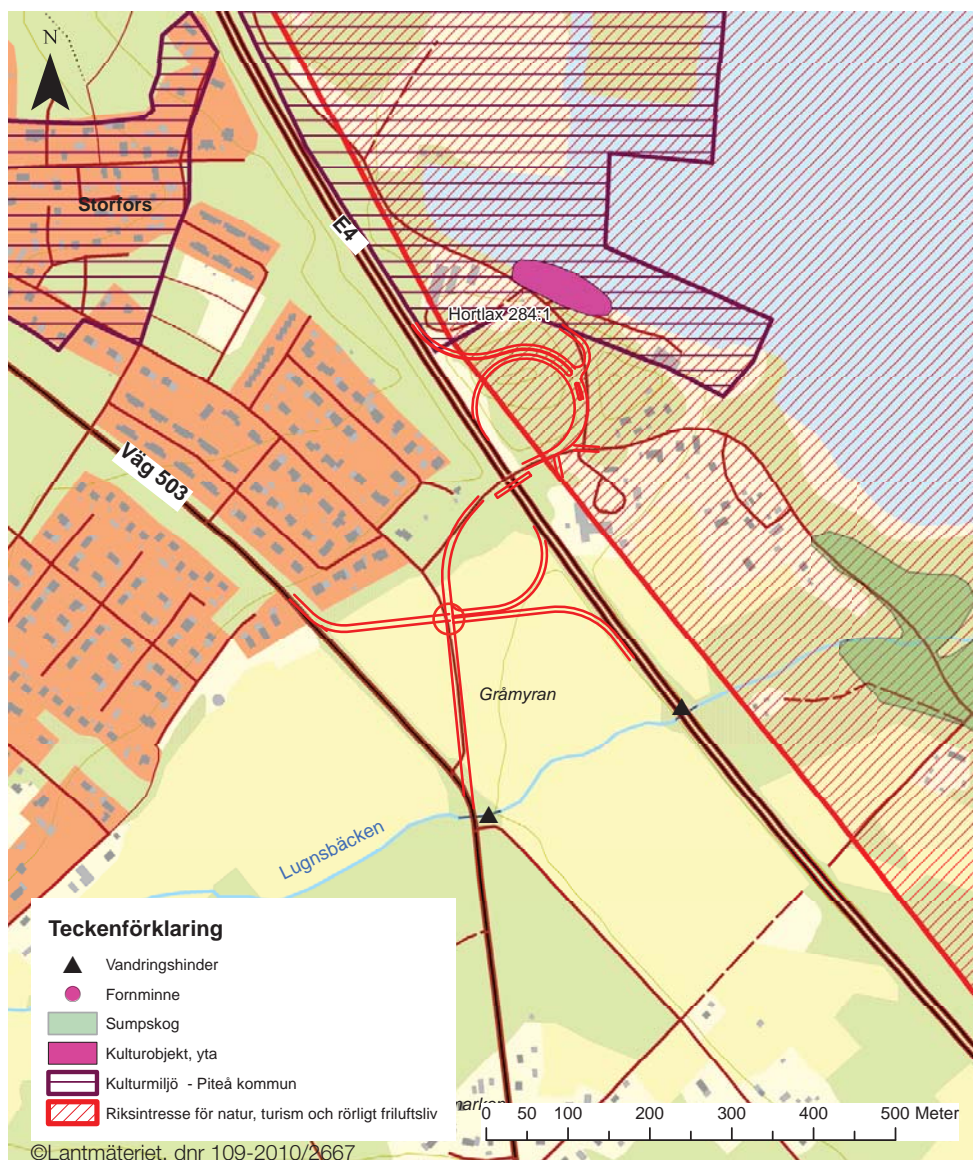 N
Storfors
E4
Hortlax 284:1
Väg 503
Gråmyran
Lugnsbäcken
Teckenförklaring
Vandringshinder
Fornminne
Sumpskog
Kulturobjekt, yta
Kulturmiljö - Piteå kommun
Riksintresse för natur, turism och rörligt friluftsliv
0 50 100 200 300 400 500 Meter
©Lantmäteriet, dnr 109-2010/2667